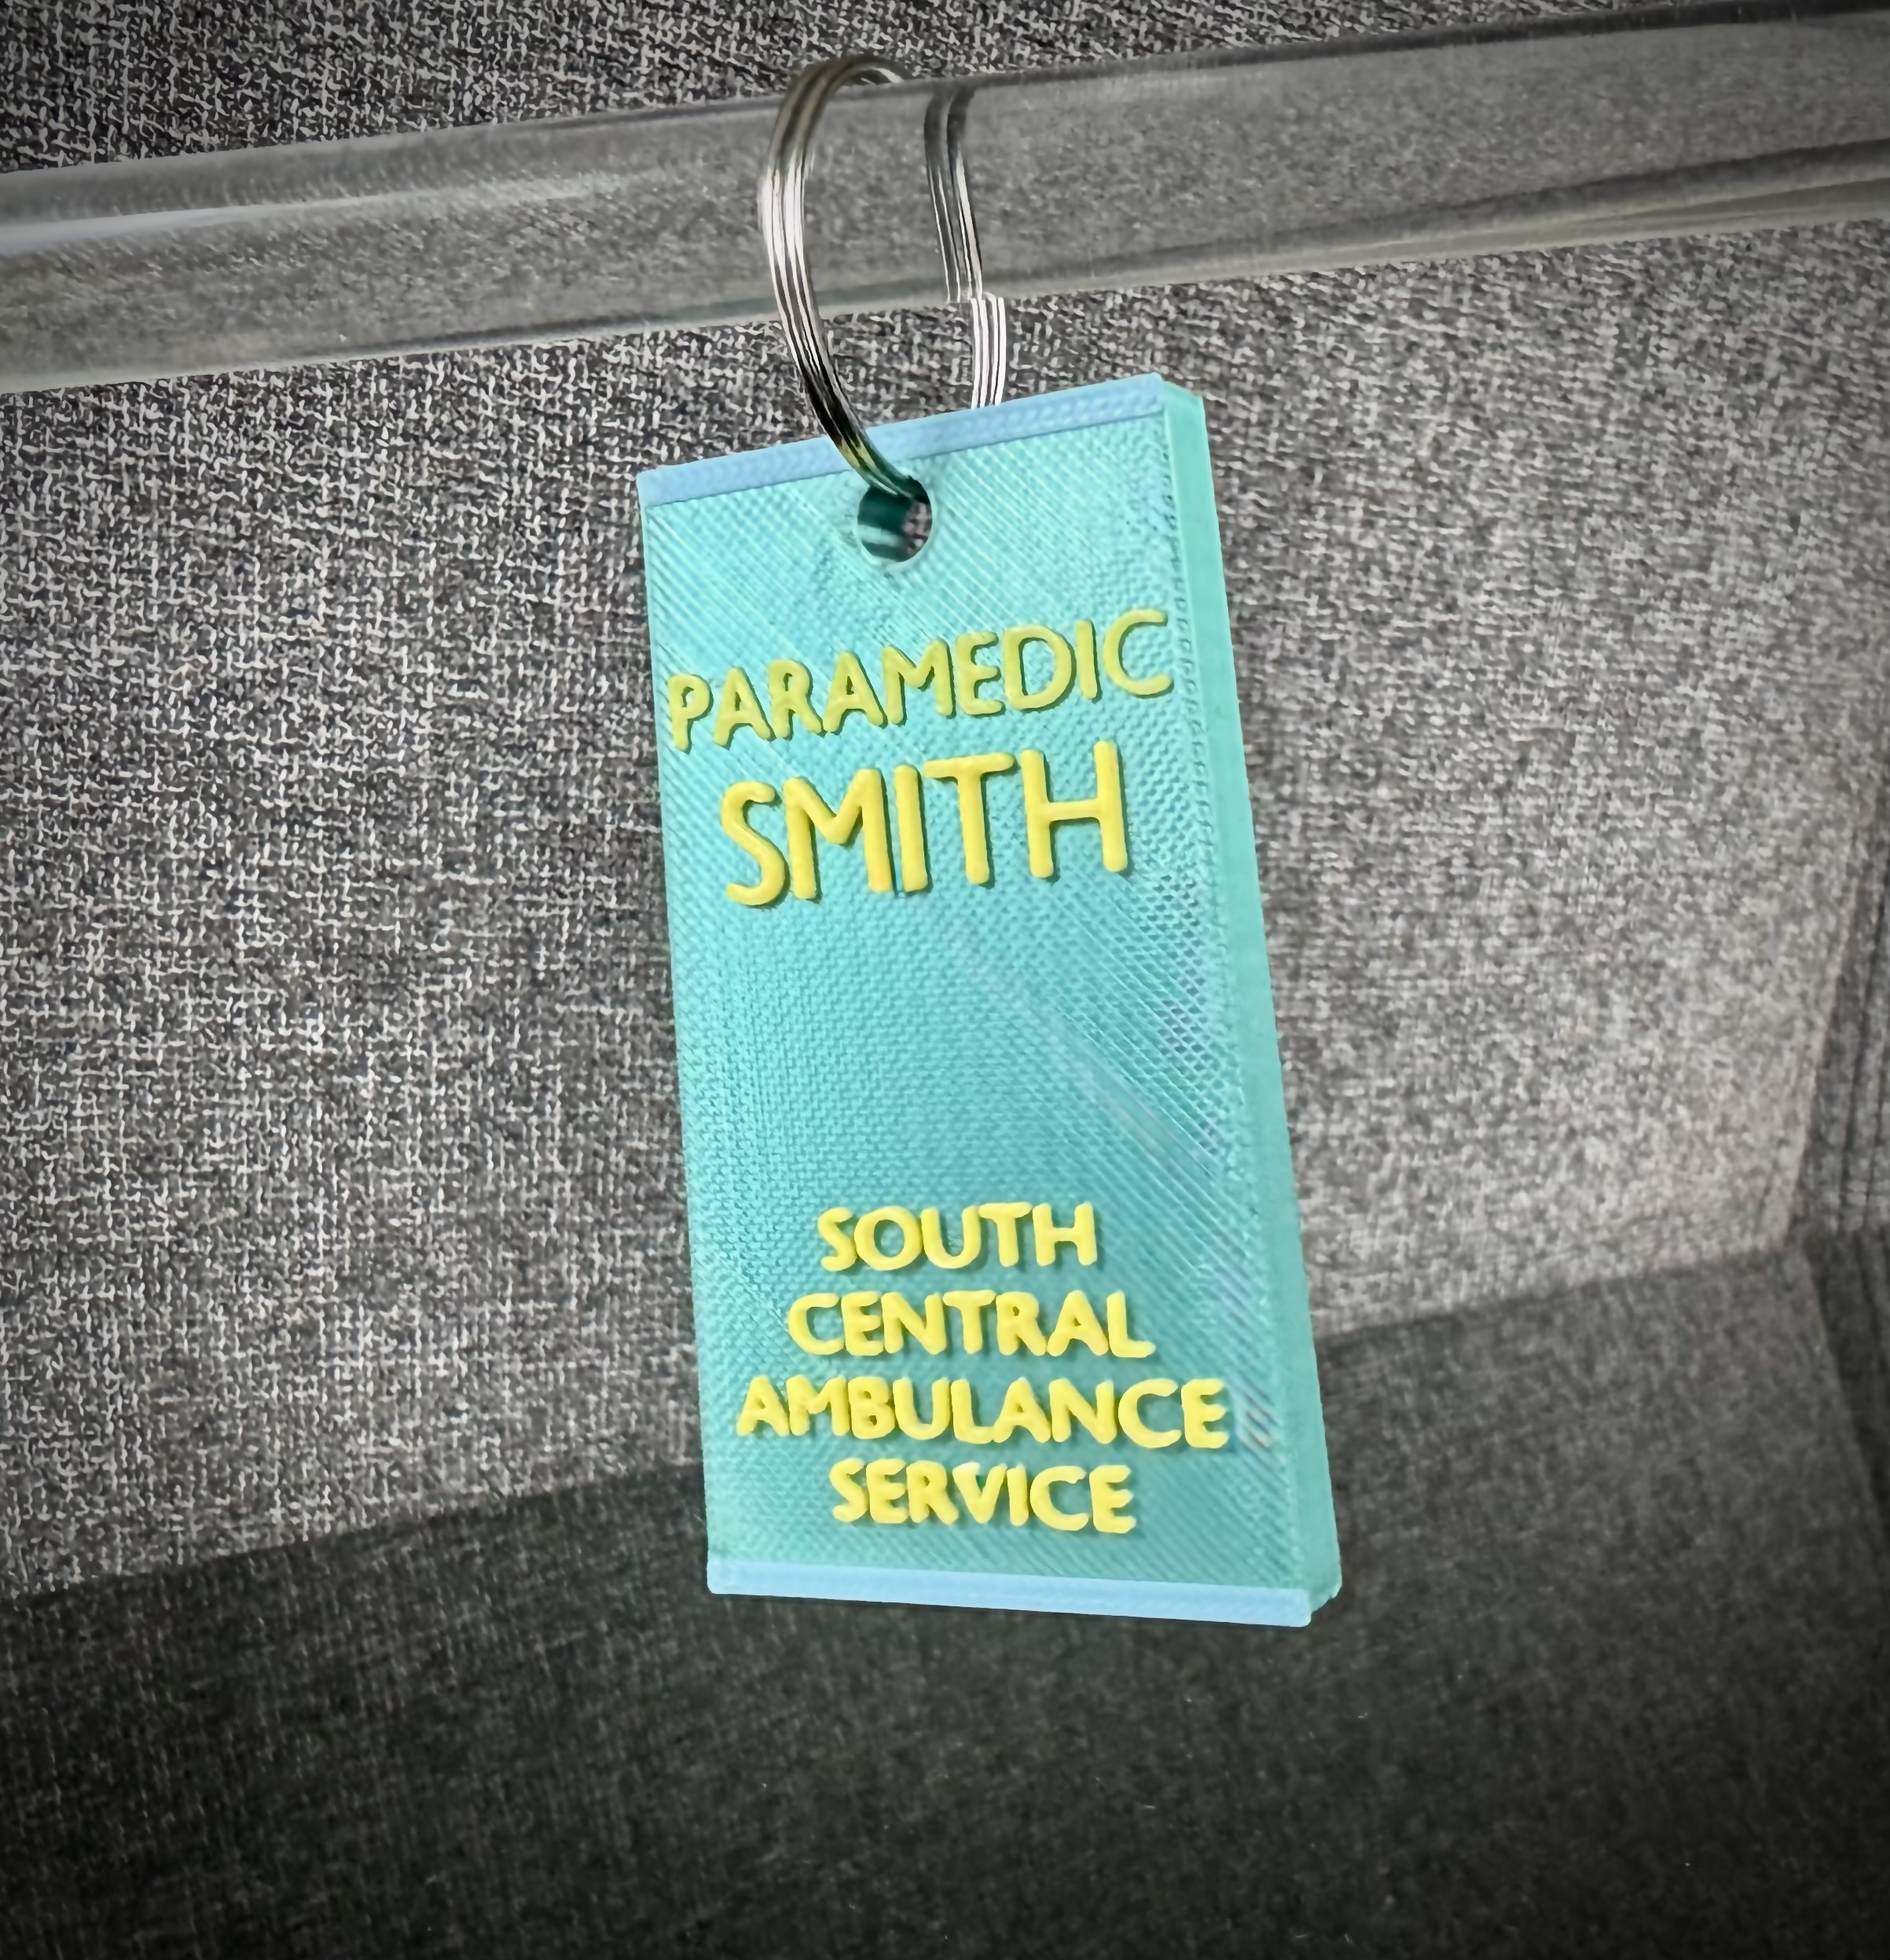 PARAMEDIC
SMITH
SOUTH
CENTRAL
AMBULANCE
SERVICE